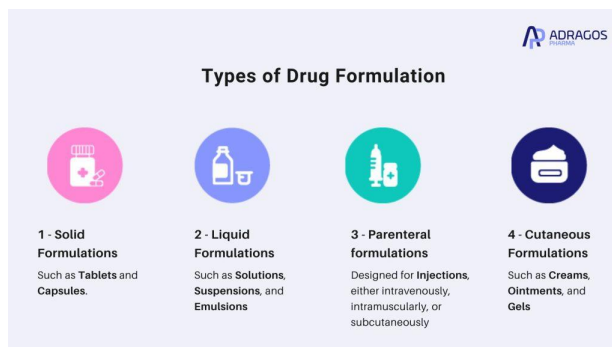 ADRAGOS
PHARMA
Types of Drug Formulation
1 - Solid
Formulations
Such as Tablets and
Capsules.
2 - Liquid
Formulations
Such as Solutions,
Suspensions, and
Emulsions
3 - Parenteral
formulations
Designed for Injections,
either intravenously,
intramuscularly, or
subcutaneously
4 - Cutaneous
Formulations
Such as Creams,
Ointments, and
Gels